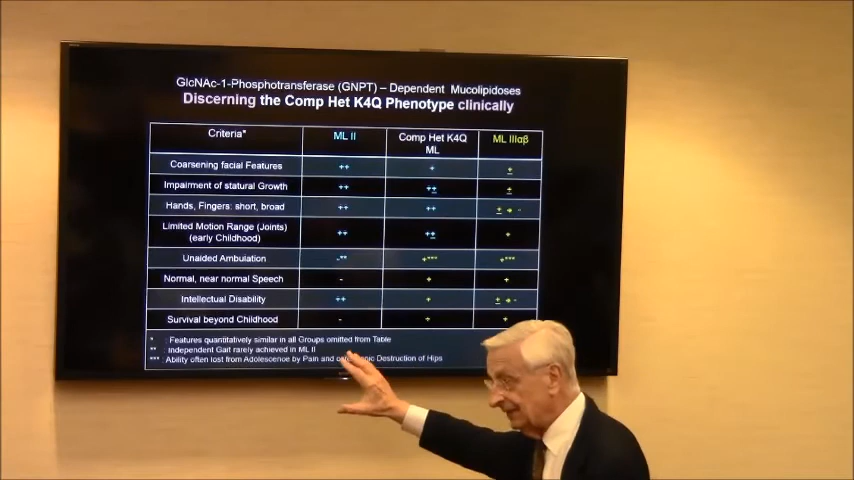 GlcNAc-1-Phosphotransferase (GNPT) – Dependent Mucolipidoses
Discerning the Comp Het K4Q Phenotype clinically
Criteria* ML II Comp Het K4Q ML ML IIIαβ
Coarsening facial Features ++ + ±
Impairment of statural Growth ++ +± ±
Hands, Fingers: short, broad ++ ++ ± → -
Limited Motion Range (Joints) (early Childhood) ++ +± +
Unaided Ambulation -** +*** +***
Normal, near normal Speech - + +
Intellectual Disability ++ + ± → -
Survival beyond Childhood - + +
* : Features quantitatively similar in all Groups omitted from Table
** : Independent Gait rarely achieved in ML II
*** : Ability often lost from Adolescence by Pain and Destruction of Hips